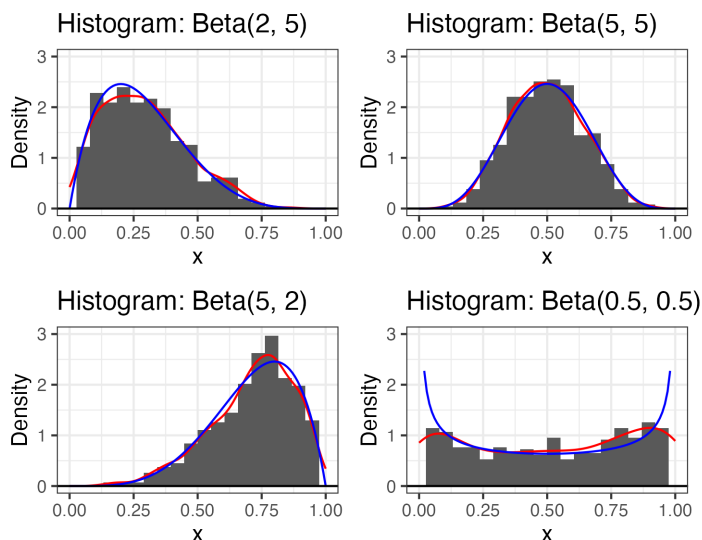 Histogram: Beta(2, 5)
3
2
1
0
Density
0.00 0.25 0.50 0.75 1.00
x
Histogram: Beta(5, 5)
3
2
1
0
Density
0.00 0.25 0.50 0.75 1.00
x
Histogram: Beta(5, 2)
3
2
1
0
Density
0.00 0.25 0.50 0.75 1.00
x
Histogram: Beta(0.5, 0.5)
3
2
1
0
Density
0.00 0.25 0.50 0.75 1.00
x